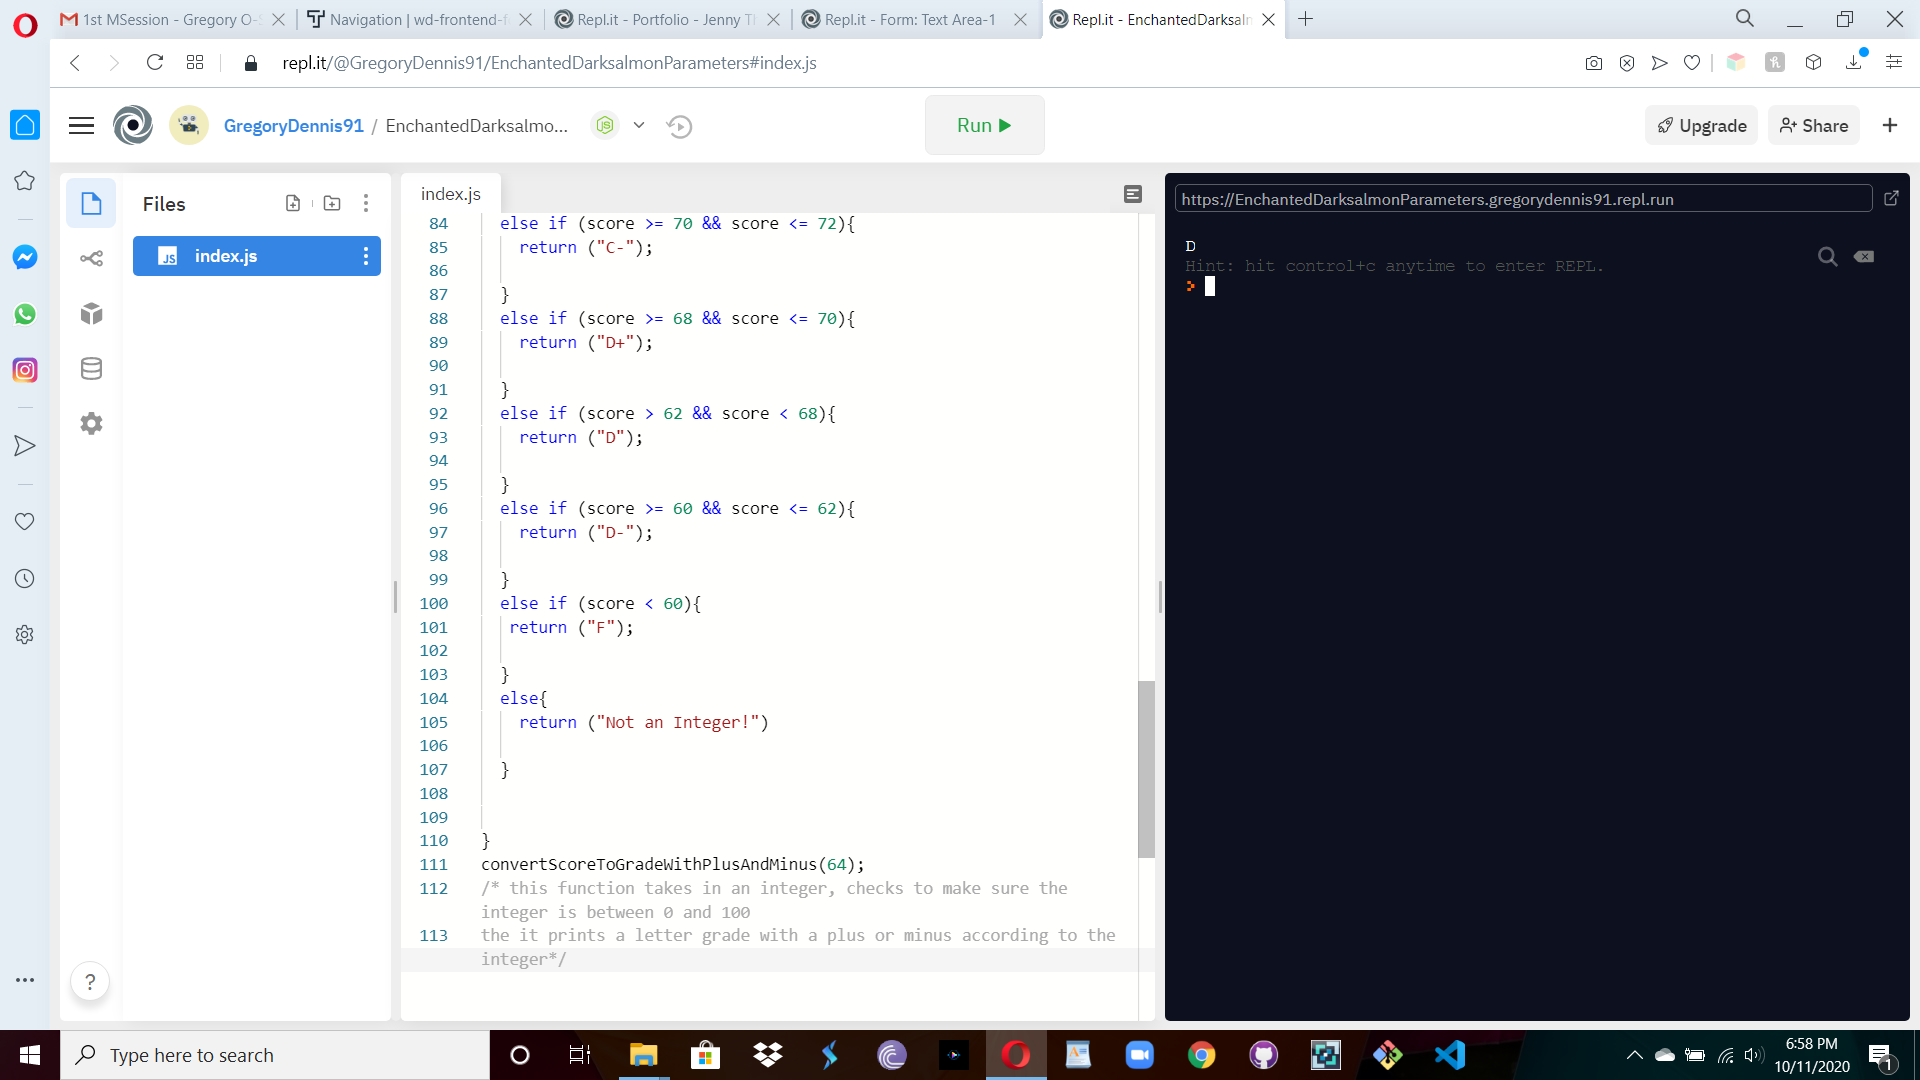 1st MSession - Gregory O-S
Navigation | wd-frontend-f
Repl.it - Portfolio - Jenny Th
Repl.it - Form: Text Area-1
Repl.it - EnchantedDarksaln
repl.it/@GregoryDennis91/EnchantedDarksalmonParameters#index.js
GregoryDennis91 / EnchantedDarksalmo...
Run
Upgrade
Share
Files
index.js
index.js
84 else if (score >= 70 && score <= 72){
85 return ("C-");
86
87 }
88 else if (score >= 68 && score <= 70){
89 return ("D+");
90
91 }
92 else if (score > 62 && score < 68){
93 return ("D");
94
95 }
96 else if (score >= 60 && score <= 62){
97 return ("D-");
98
99 }
100 else if (score < 60){
101 return ("F");
102
103 }
104 else{
105 return ("Not an Integer!")
106
107 }
108
109
110 }
111 convertScoreToGradeWithPlusAndMinus(64);
112 /* this function takes in an integer, checks to make sure the
integer is between 0 and 100
113 the it prints a letter grade with a plus or minus according to the
integer*/
https://EnchantedDarksalmonParameters.gregorydennis91.repl.run
D
Hint: hit control+c anytime to enter REPL.
>
?
Type here to search
6:58 PM
10/11/2020
1